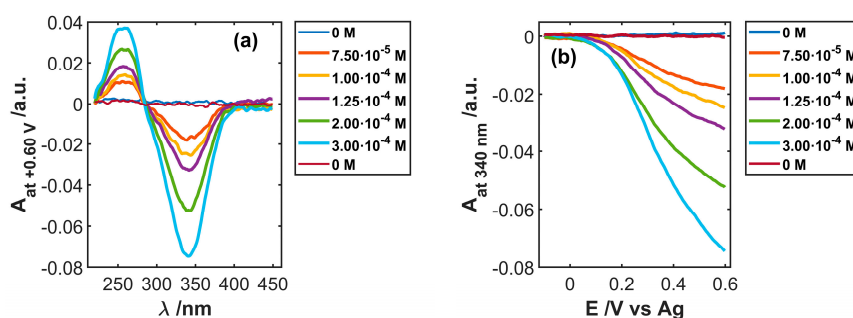 (a)
A at +0.60 V /a.u.
0.04
0.02
0
-0.02
-0.04
-0.06
-0.08
250 300 350 400 450
λ /nm
0 M
7.50·10⁻⁵ M
1.00·10⁻⁴ M
1.25·10⁻⁴ M
2.00·10⁻⁴ M
3.00·10⁻⁴ M
0 M
(b)
A at 340 nm /a.u.
0
-0.02
-0.04
-0.06
-0.08
0 0.2 0.4 0.6
E /V vs Ag
0 M
7.50·10⁻⁵ M
1.00·10⁻⁴ M
1.25·10⁻⁴ M
2.00·10⁻⁴ M
3.00·10⁻⁴ M
0 M